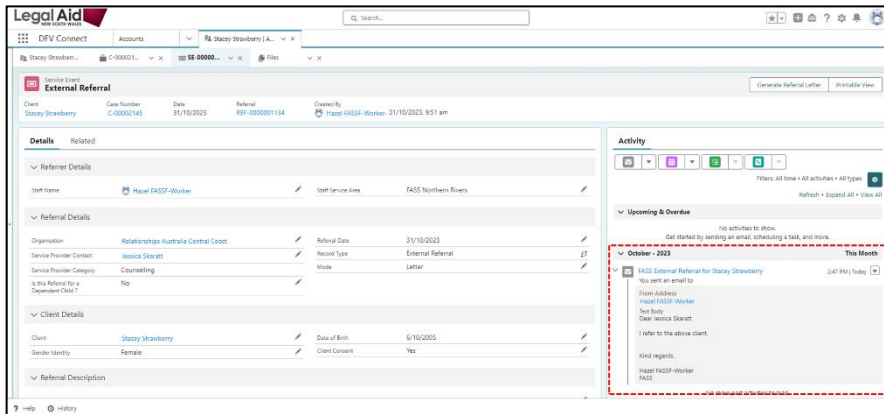 Legal Aid
NEW SOUTH WALES
Search...
DFV Connect
Accounts
Stacey Strawberry | A...
Stacey Strawberr...
C-000021...
SE-00000...
Files
Service Event
External Referral
Generate Referral Letter
Printable View
Client
Case Number
Date
Referral
Created By
Stacey Strawberry
C-00002145
31/10/2023
REF-0000001134
Hazel FASSF-Worker, 31/10/2023, 9:51 am
Details
Related
Referrer Details
Staff Name
Hazel FASSF-Worker
Staff Service Area
FASS Northern Rivers
Referral Details
Organisation
Relationships Australia Central Coast
Referral Date
31/10/2023
Service Provider Contact
Jessica Skaratt
Record Type
External Referral
Service Provider Category
Counselling
Mode
Letter
Is this Referral for a
Dependent Child ?
No
Client Details
Client
Stacey Strawberry
Date of Birth
6/10/2005
Gender Identity
Female
Client Consent
Yes
Referral Description
Activity
Filters: All time • All activities • All types
Refresh • Expand All • View All
Upcoming & Overdue
No activities to show.
Get started by sending an email, scheduling a task, and more.
October • 2023
This Month
FASS External Referral for Stacey Strawberry
2:47 PM | Today
You sent an email to
From Address
Hazel FASSF-Worker
Text Body
Dear Jessica Skaratt
I refer to the above client.
Kind regards,
Hazel FASSF-Worker
FASS
No more past activities to load.
? Help
History